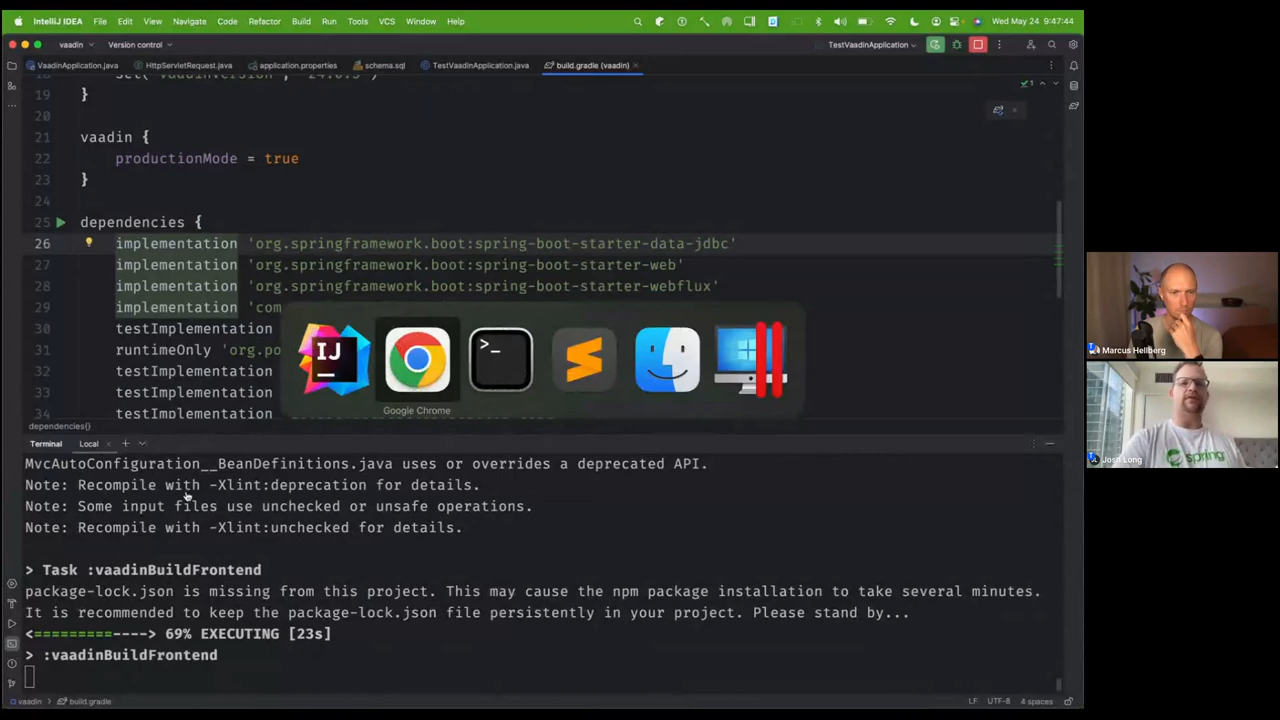 IntelliJ IDEA File Edit View Navigate Code Refactor Build Run Tools VCS Window Help Wed May 24 9:47:44
vaadin Version control TestVaadinApplication
VaadinApplication.java HttpServletRequest.java application.properties schema.sql TestVaadinApplication.java build.gradle (vaadin)
1
19 }
20
21 vaadin {
22 productionMode = true
23 }
24
25 dependencies {
26 implementation 'org.springframework.boot:spring-boot-starter-data-jdbc'
27 implementation 'org.springframework.boot:spring-boot-starter-web'
28 implementation 'org.springframework.boot:spring-boot-starter-webflux'
29 implementation 'com
30 testImplementation
31 runtimeOnly 'org.po
32 testImplementation
33 testImplementation
34 testImplementation
IJ
>_
Google Chrome
dependencies{}
Terminal Local
MvcAutoConfiguration__BeanDefinitions.java uses or overrides a deprecated API.
Note: Recompile with -Xlint:deprecation for details.
Note: Some input files use unchecked or unsafe operations.
Note: Recompile with -Xlint:unchecked for details.
> Task :vaadinBuildFrontend
package-lock.json is missing from this project. This may cause the npm package installation to take several minutes.
It is recommended to keep the package-lock.json file persistently in your project. Please stand by...
<=========----> 69% EXECUTING [23s]
> :vaadinBuildFrontend
vaadin > build.gradle LF UTF-8 4 spaces
Marcus Hellberg
Josh Long
spring